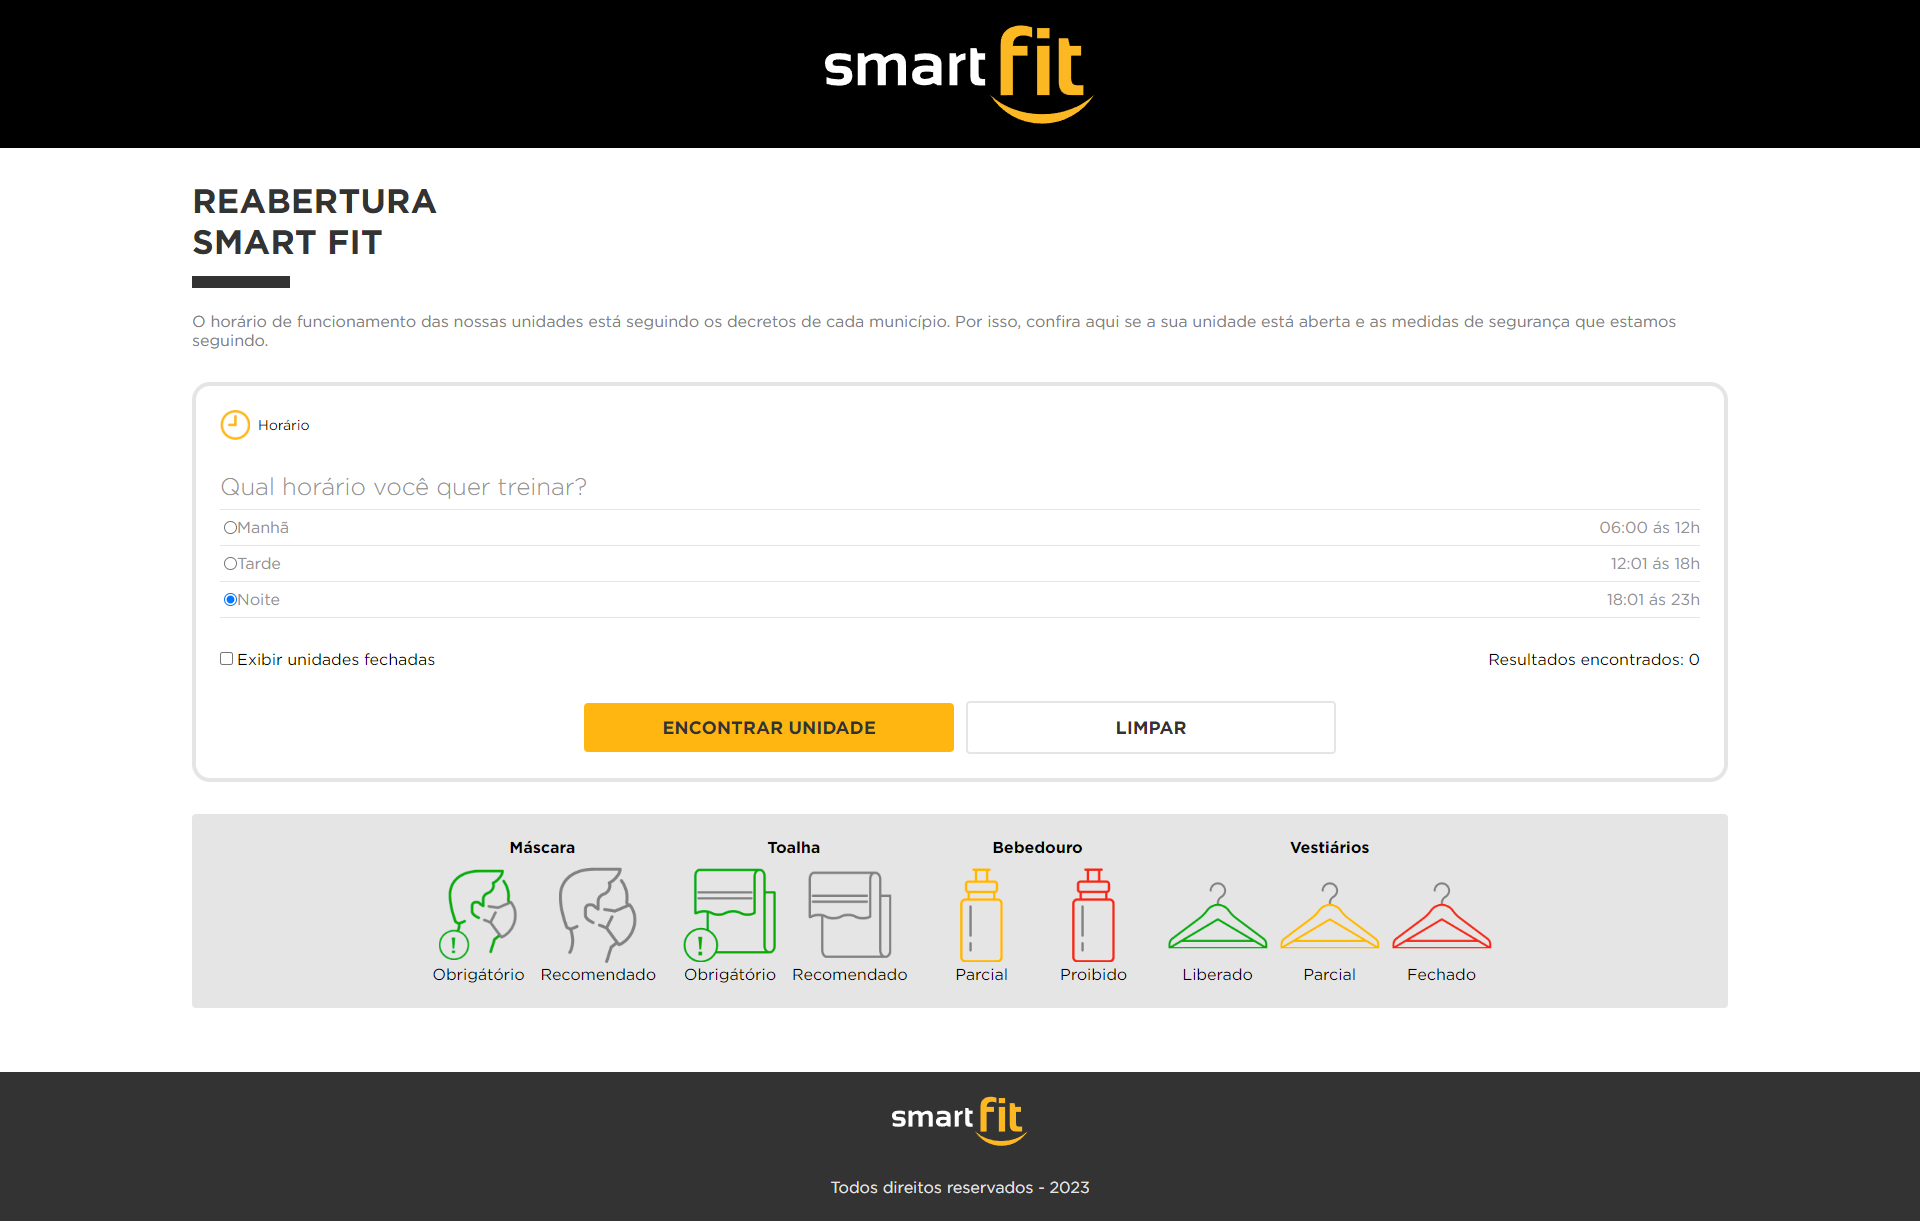 smart fit
REABERTURA
SMART FIT
O horário de funcionamento das nossas unidades está seguindo os decretos de cada município. Por isso, confira aqui se a sua unidade está aberta e as medidas de segurança que estamos
seguindo.
Horário
Qual horário você quer treinar?
Manhã 06:00 ás 12h
Tarde 12:01 ás 18h
Noite 18:01 ás 23h
Exibir unidades fechadas Resultados encontrados: 0
ENCONTRAR UNIDADE LIMPAR
Máscara Toalha Bebedouro Vestiários
! !
Obrigátório Recomendado Obrigátório Recomendado Parcial Proibido Liberado Parcial Fechado
smart fit
Todos direitos reservados - 2023